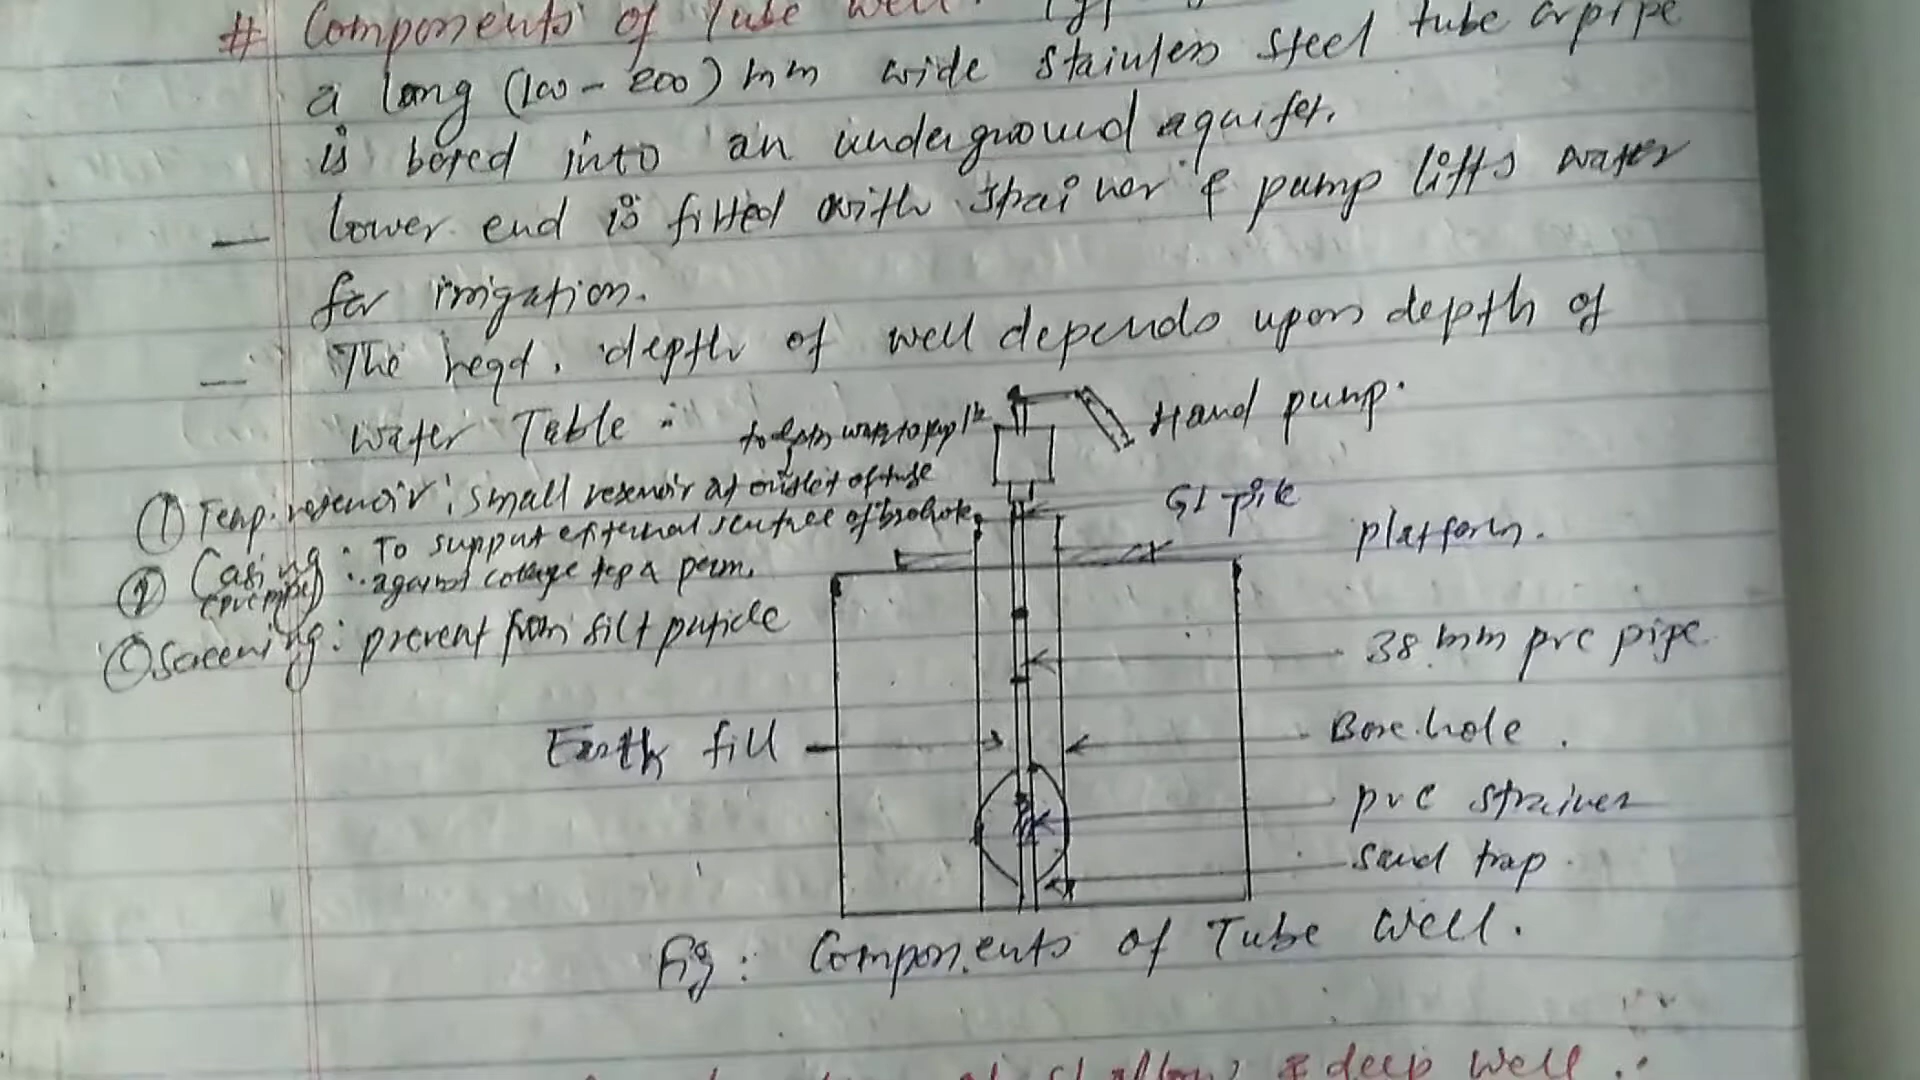 # Components of Tube Well.
a long (100-200) mm wide stainless steel tube or pipe
is bored into an underground aquifer.
— lower end is fitted with strainer & pump lifts water
for irrigation.
— The reqd. depth of well depends upon depth of
water Table :
Hand pump.
① Temp. reservoir : small reservoir at outlet of tube
GI pipe
② Casing : To support external of borehole
against perm.
platform.
Screening : prevent from silt particle
38 mm pvc pipe
Earth fill
Bore hole.
pvc strainer
sand trap
fig : Components of Tube Well.
shallow & deep well :